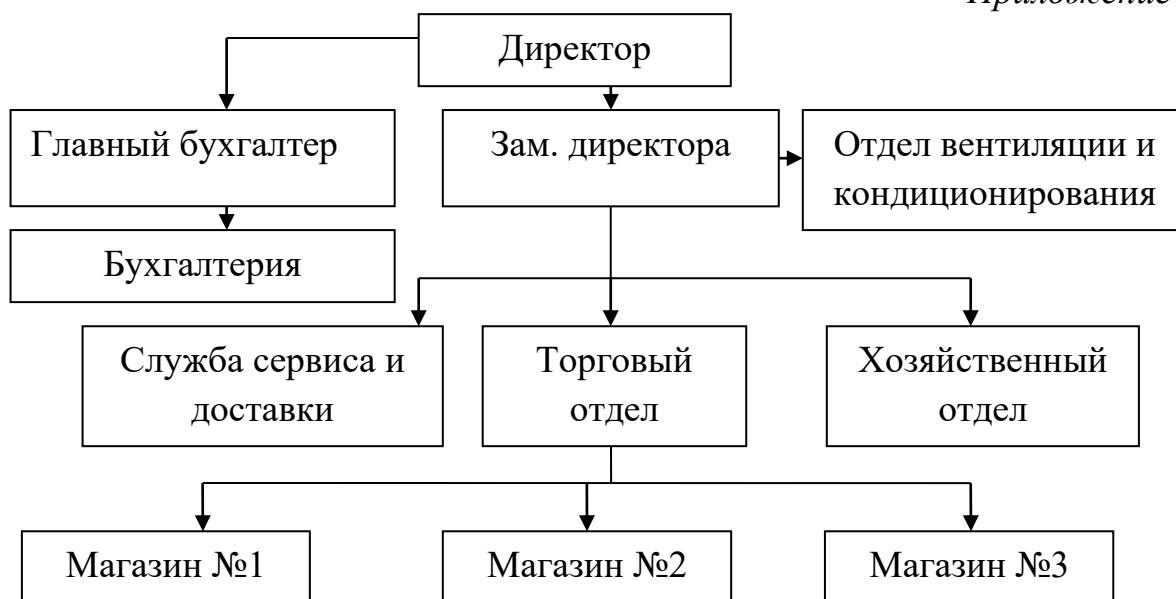 Приложение
Директор
Главный бухгалтер
Зам. директора
Отдел вентиляции и
кондиционирования
Бухгалтерия
Служба сервиса и
доставки
Торговый
отдел
Хозяйственный
отдел
Магазин №1
Магазин №2
Магазин №3